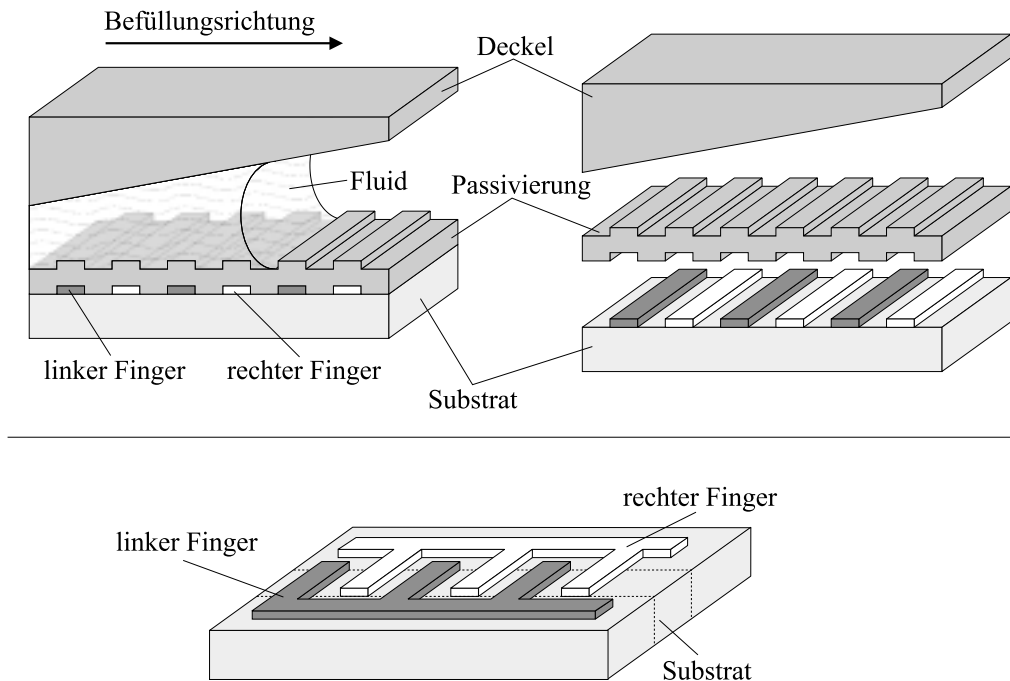 Befüllungsrichtung
Deckel
Fluid
Passivierung
linker Finger
rechter Finger
Substrat
rechter Finger
linker Finger
Substrat